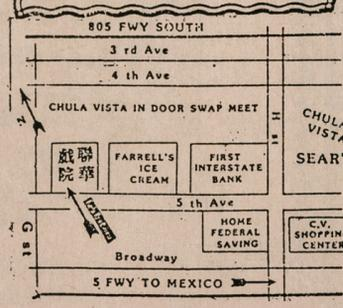 805 FWY SOUTH
3 rd Ave
4 th Ave
CHULA VISTA IN DOOR SWAP MEET
H st
CHULA
VISTA
SEAR'
N.
戲聯
院華
FARRELL'S
ICE
CREAM
FIRST
INTERSTATE
BANK
5 th Ave
G st
HOME
FEDERAL
SAVING
C.V.
SHOPPING
CENTER
Broadway
5 FWY TO MEXICO